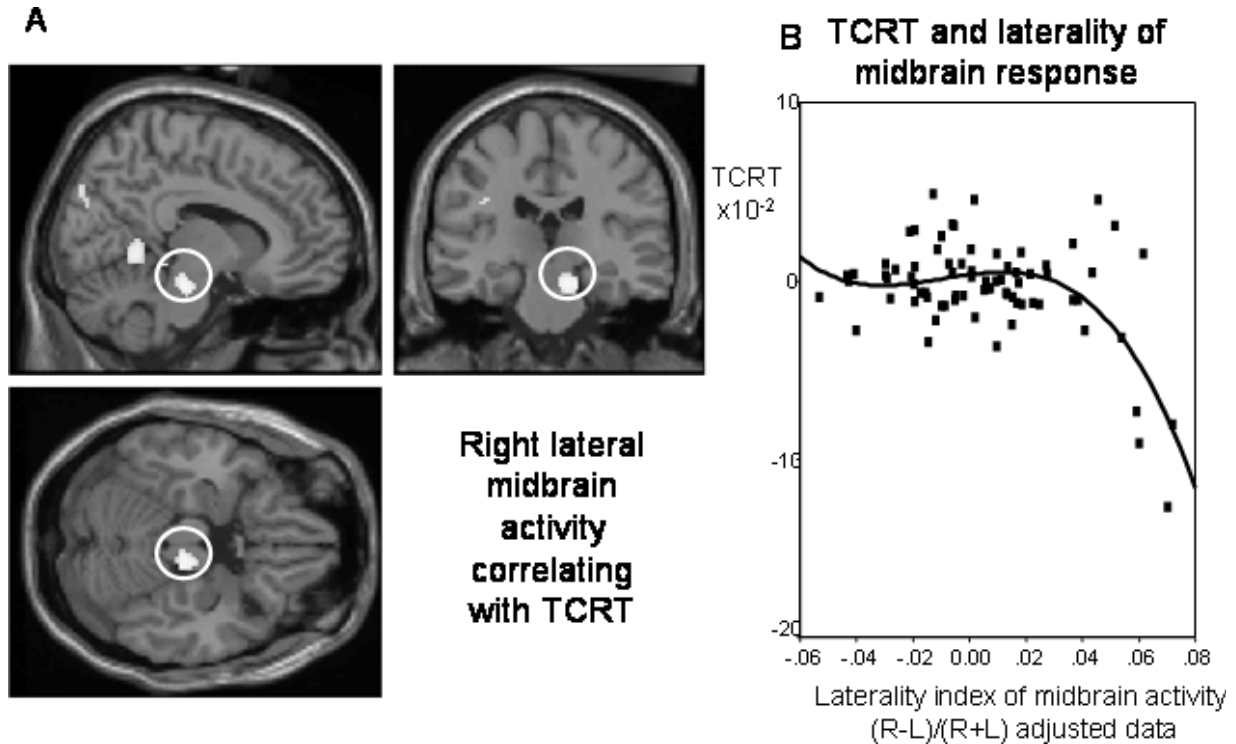 A
B TCRT and laterality of
midbrain response
TCRT
x10⁻²
10
0
-10
-20
-.06 -.04 -.02 0.00 .02 .04 .06 .08
Laterality index of midbrain activity
(R-L)/(R+L) adjusted data
Right lateral
midbrain
activity
correlating
with TCRT